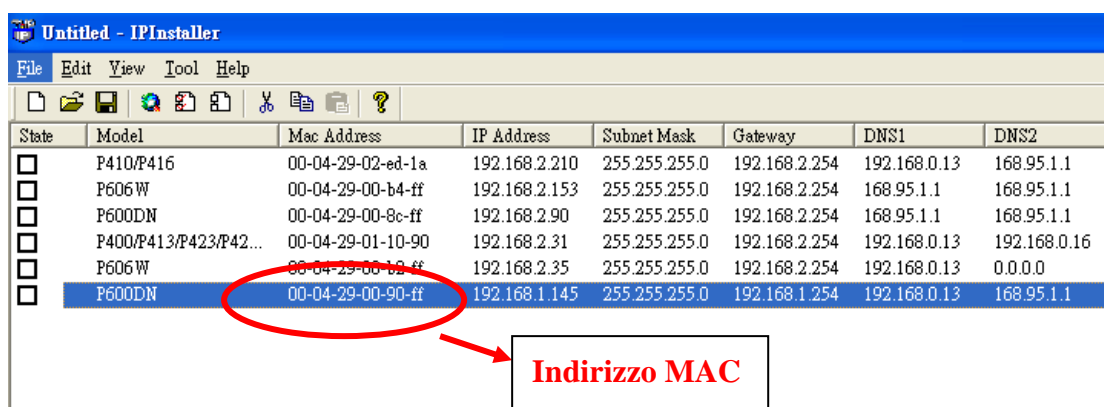 Untitled - IPInstaller
File Edit View Tool Help
State Model Mac Address IP Address Subnet Mask Gateway DNS1 DNS2
P410/P416 00-04-29-02-ed-1a 192.168.2.210 255.255.255.0 192.168.2.254 192.168.0.13 168.95.1.1
P606W 00-04-29-00-b4-ff 192.168.2.153 255.255.255.0 192.168.2.254 168.95.1.1 168.95.1.1
P600DN 00-04-29-00-8c-ff 192.168.2.90 255.255.255.0 192.168.2.254 168.95.1.1 168.95.1.1
P400/P413/P423/P42... 00-04-29-01-10-90 192.168.2.31 255.255.255.0 192.168.2.254 192.168.0.13 192.168.0.16
P606W 192.168.2.35 255.255.255.0 192.168.2.254 192.168.0.13 0.0.0.0
P600DN 00-04-29-00-90-ff 192.168.1.145 255.255.255.0 192.168.1.254 192.168.0.13 168.95.1.1
Indirizzo MAC